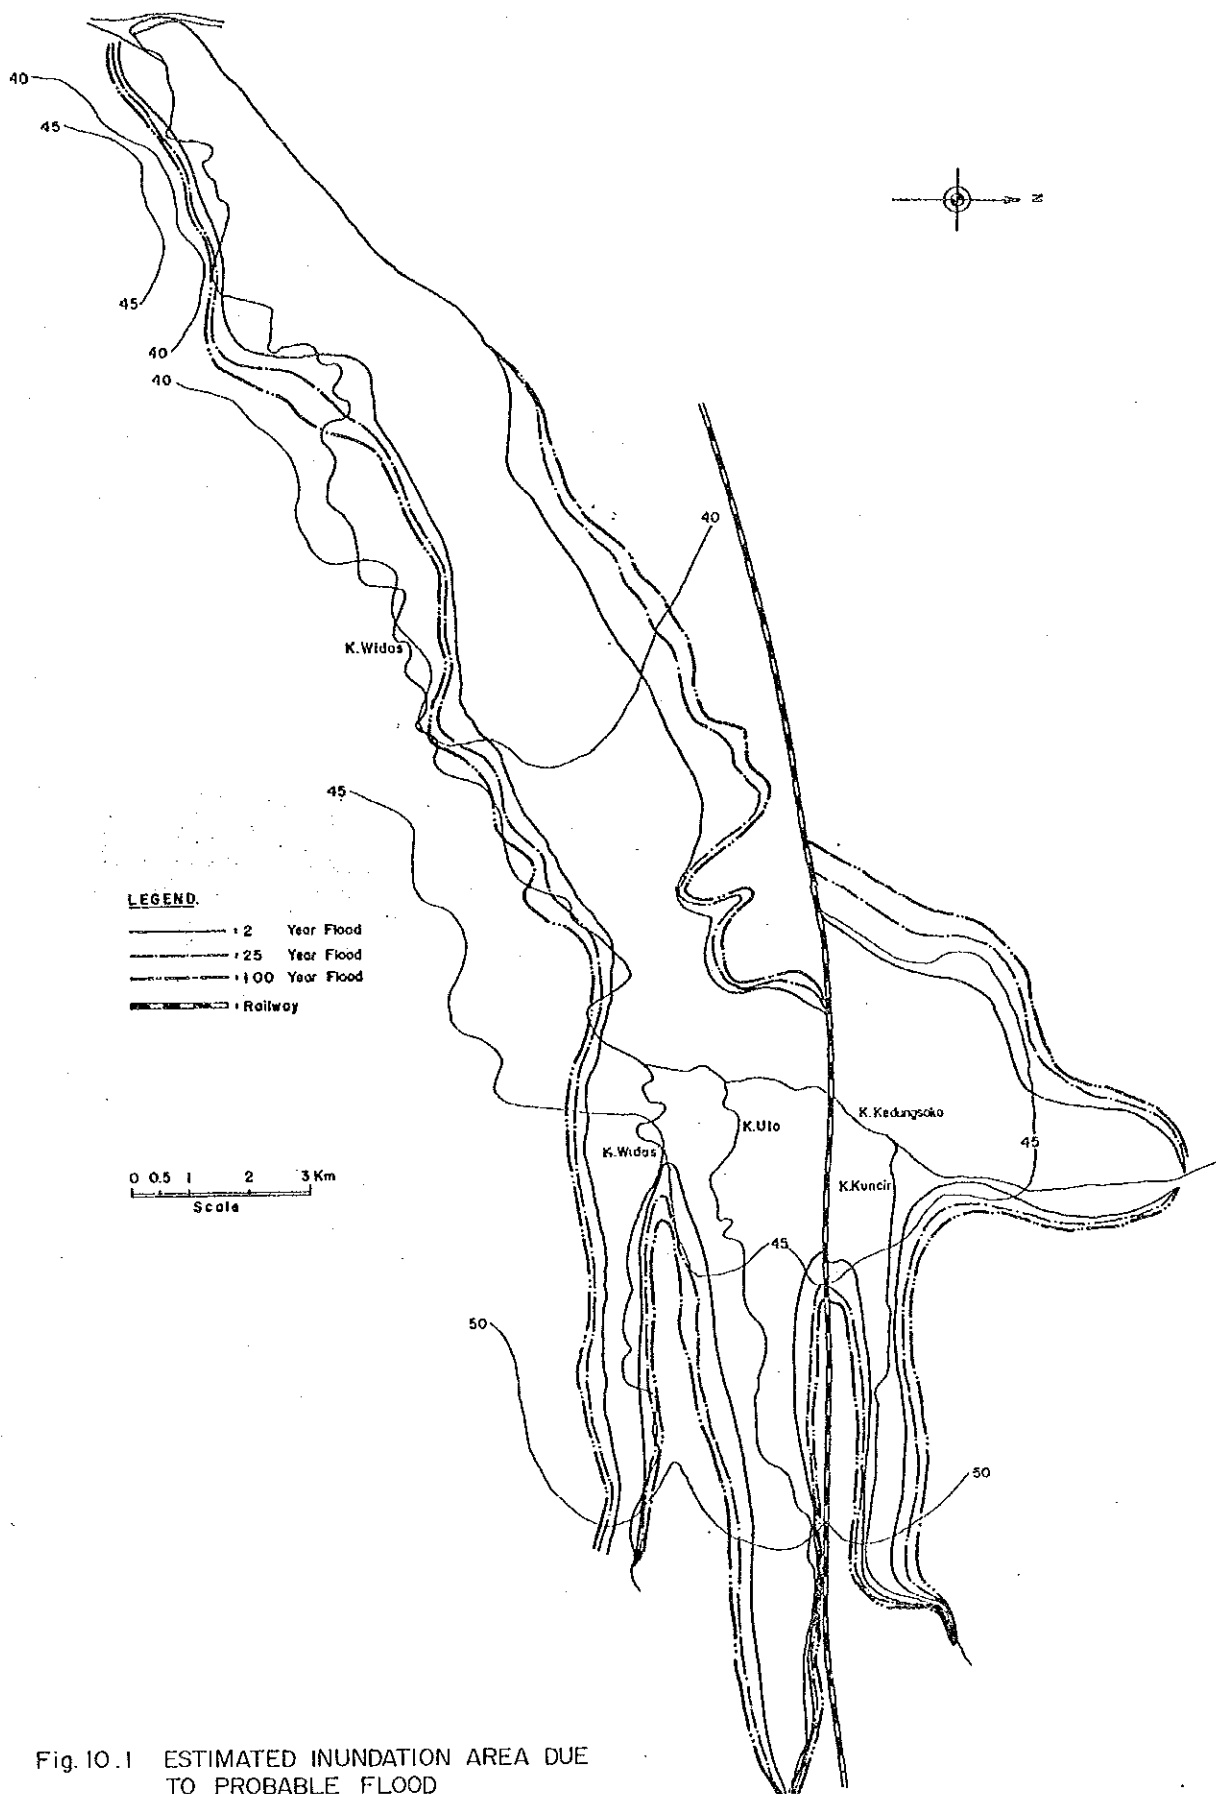 40
45
N
45
40
40
40
K.Widas
45
LEGEND.
: 2 Year Flood
: 25 Year Flood
: 100 Year Flood
: Railway
K. Kedungsoko
K.Ulo
45
K.Widas
0 0.5 1 2 3 Km
Scale
K.Kuncir
45
50
50
Fig. 10.1 ESTIMATED INUNDATION AREA DUE
TO PROBABLE FLOOD